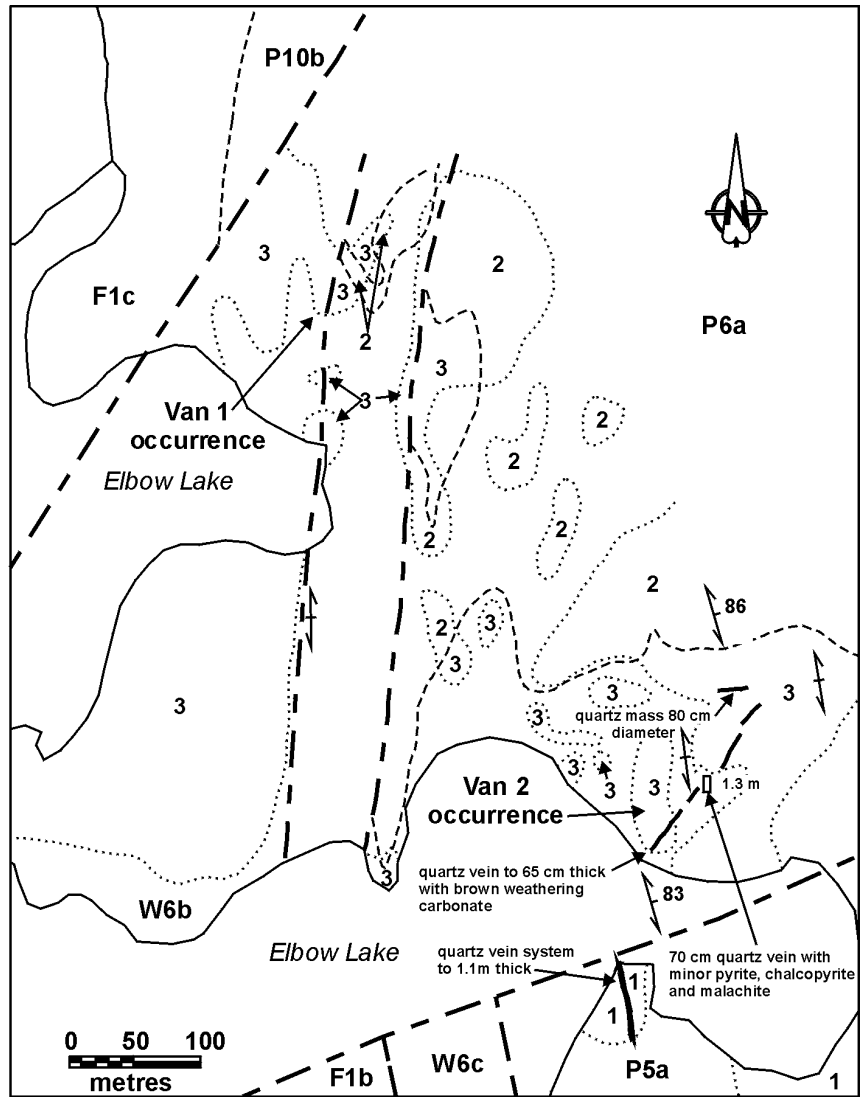 P10b
N
3
3
2
F1c
3
P6a
2
3
Van 1
occurrence
3
2
2
Elbow Lake
2
2
2
86
2
3
3
3
3
3
3
quartz mass 80 cm
diameter
3
3
3
1.3 m
Van 2
occurrence
3
quartz vein to 65 cm thick
with brown weathering
carbonate
83
W6b
Elbow Lake
quartz vein system
to 1.1m thick
70 cm quartz vein with
minor pyrite, chalcopyrite
and malachite
1
1
0 50 100
metres
F1b
W6c
P5a
1